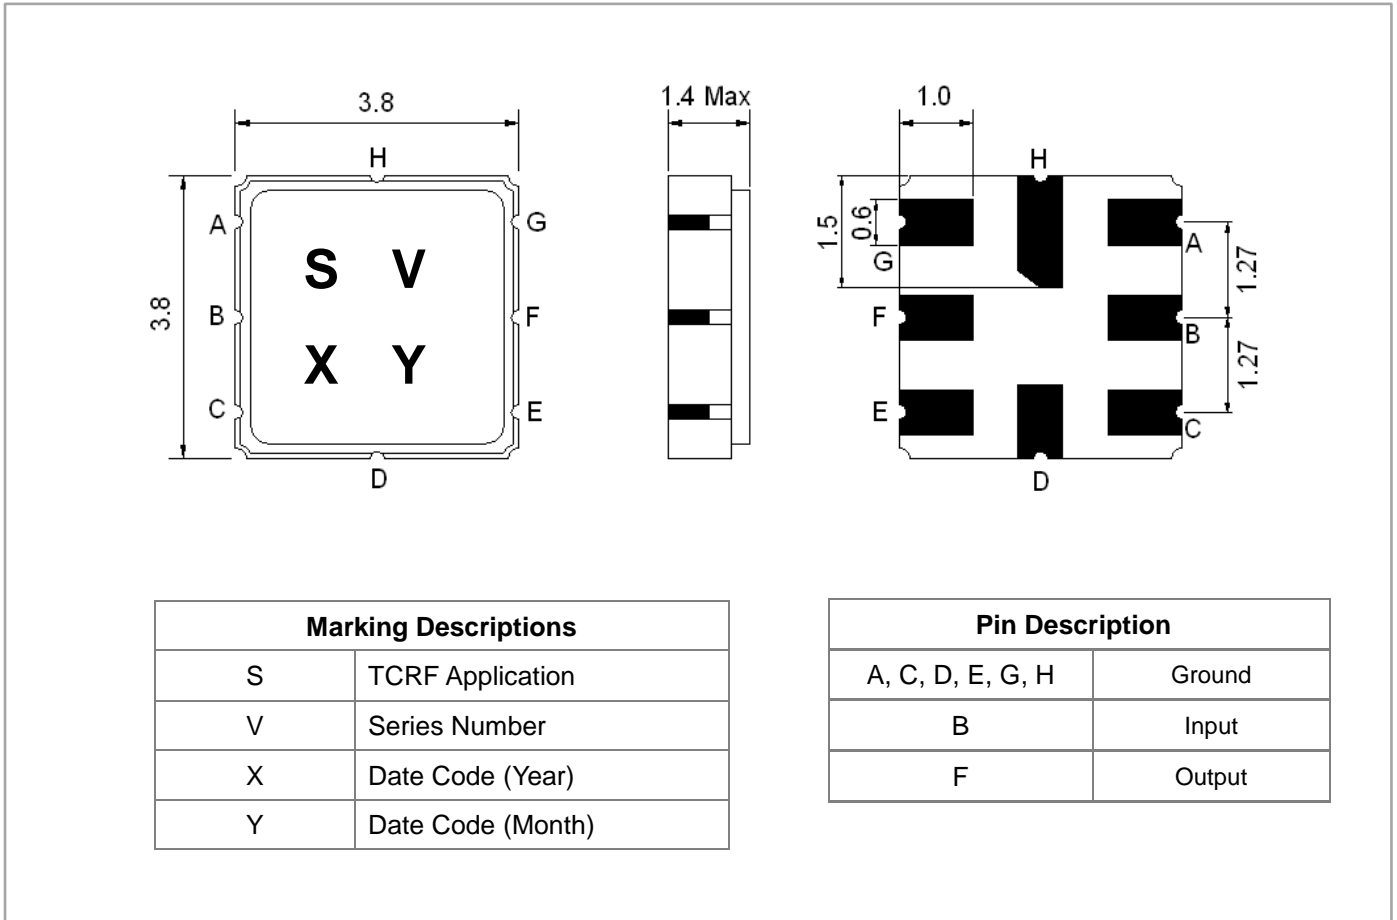 3.8
1.4 Max
1.0
H
H
A
G
S V
3.8
B
F
X Y
C
E
D
1.5
0.6
G
A
1.27
F
B
1.27
E
C
D
Marking Descriptions
S TCRF Application
V Series Number
X Date Code (Year)
Y Date Code (Month)
Pin Description
A, C, D, E, G, H Ground
B Input
F Output